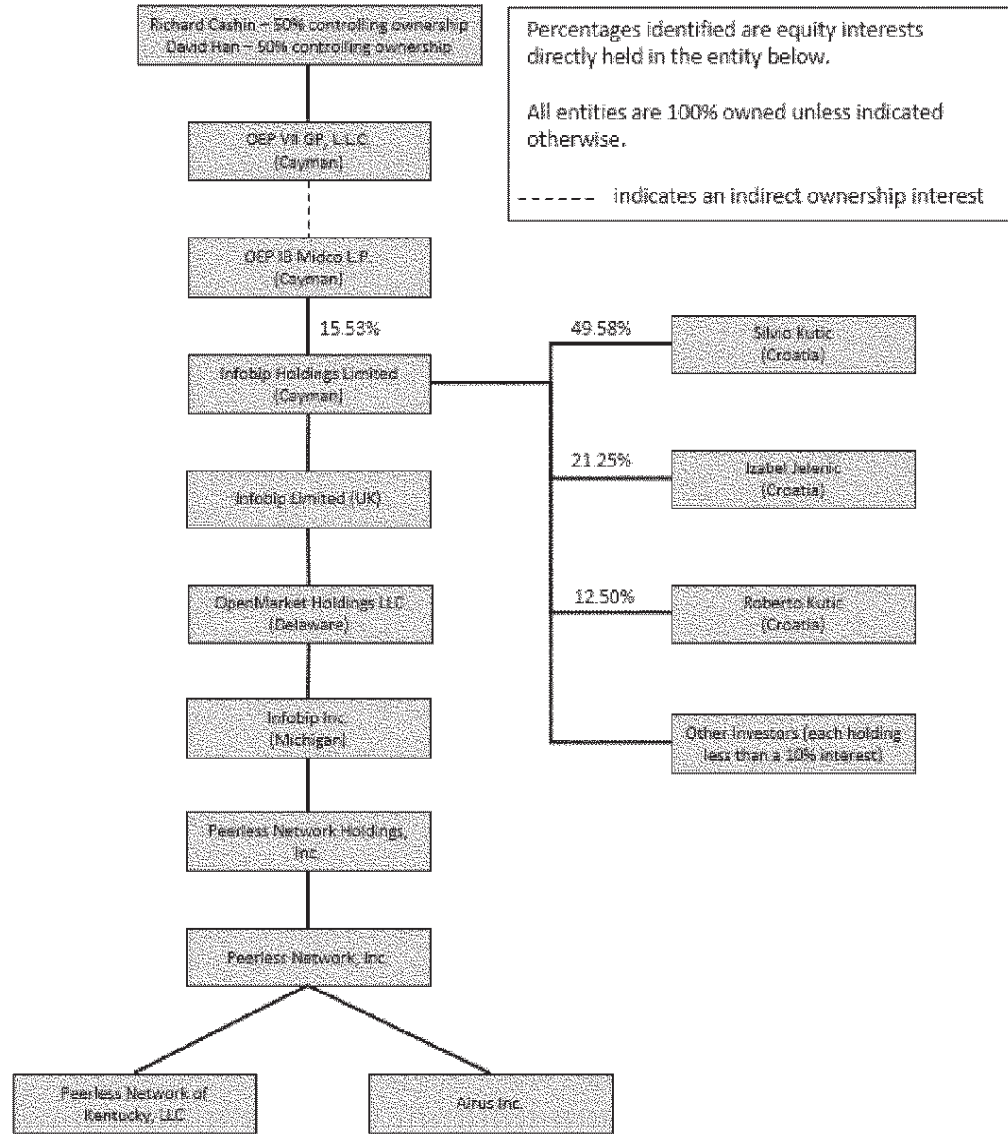 Richard Cashin – 50% controlling ownership
David Han – 50% controlling ownership
Percentages identified are equity interests
directly held in the entity below.
All entities are 100% owned unless indicated
otherwise.
indicates an indirect ownership interest
OEP VII GP, L.L.C.
(Cayman)
OEP IB Midco L.P.
(Cayman)
15.53%
49.58%
Silvio Kutic
(Croatia)
Infobip Holdings Limited
(Cayman)
21.25%
Izabel Jelenic
(Croatia)
Infobip Limited (UK)
12.50%
Roberto Kutic
(Croatia)
OpenMarket Holdings LLC
(Delaware)
Infobip Inc.
(Michigan)
Other Investors (each holding
less than a 10% interest)
Peerless Network Holdings,
Inc.
Peerless Network, Inc.
Peerless Network of
Kentucky, LLC
Airus Inc.